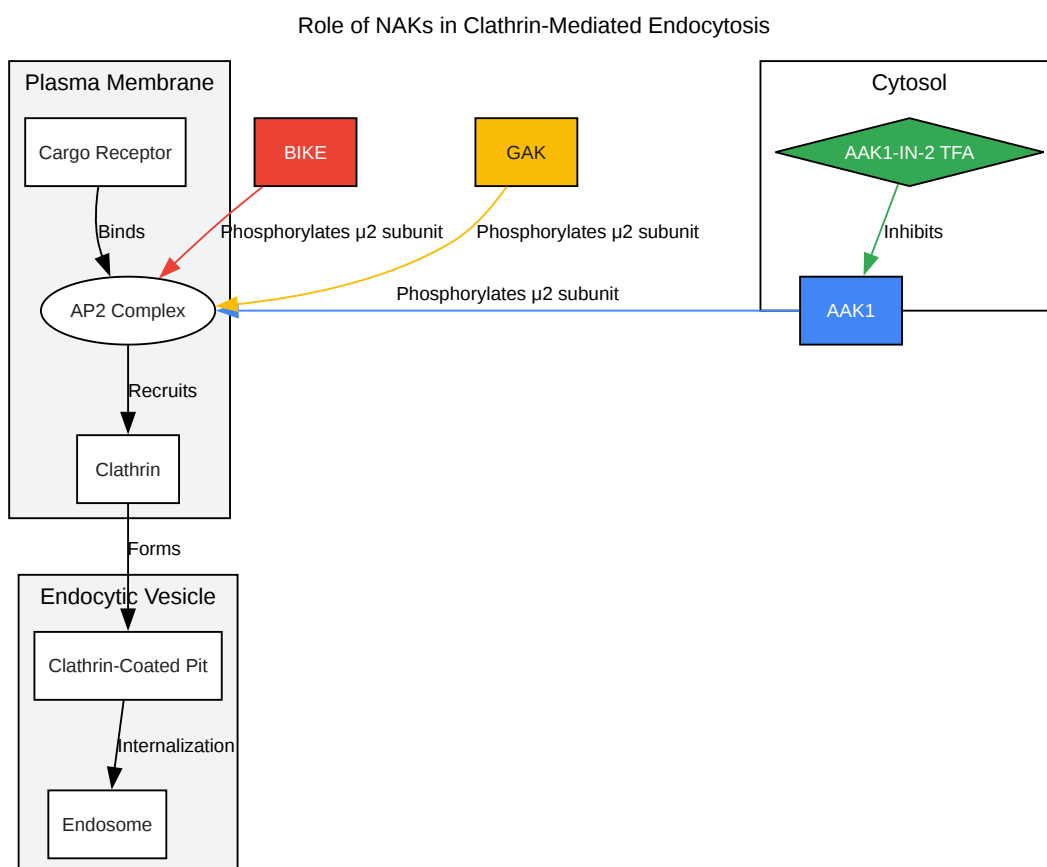 Role of NAKs in Clathrin-Mediated Endocytosis
Plasma Membrane
Cytosol
Cargo Receptor
BIKE
GAK
AAK1-IN-2 TFA
Binds
Phosphorylates μ2 subunit
Phosphorylates μ2 subunit
Inhibits
Phosphorylates μ2 subunit
AP2 Complex
AAK1
Recruits
Clathrin
Forms
Endocytic Vesicle
Clathrin-Coated Pit
Internalization
Endosome